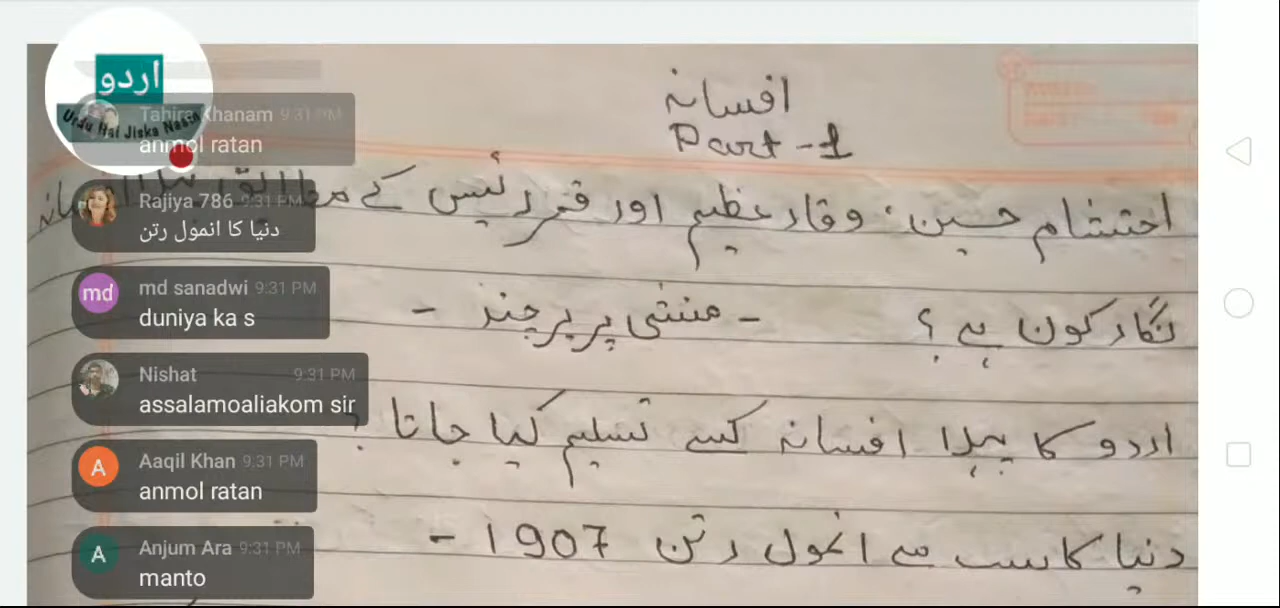 اردو
Urdu Hai Jiska Naam
افسانہ
Part -1
احتشام حسین، وقار عظیم اور قمر رئیس کے مطابق پہلا افسانہ
نگار کون ہے؟ - منشی پریم چند -
اردو کا پہلا افسانہ کسے تسلیم کیا جاتا ؟
دنیا کا سب سے انمول رتن 1907 -
Tahira Khanam 9:31 PM
anmol ratan
Rajiya 786 9:31 PM
دنیا کا انمول رتن
md
md sanadwi 9:31 PM
duniya ka s
Nishat 9:31 PM
assalamoaliakom sir
A
Aaqil Khan 9:31 PM
anmol ratan
A
Anjum Ara 9:31 PM
manto